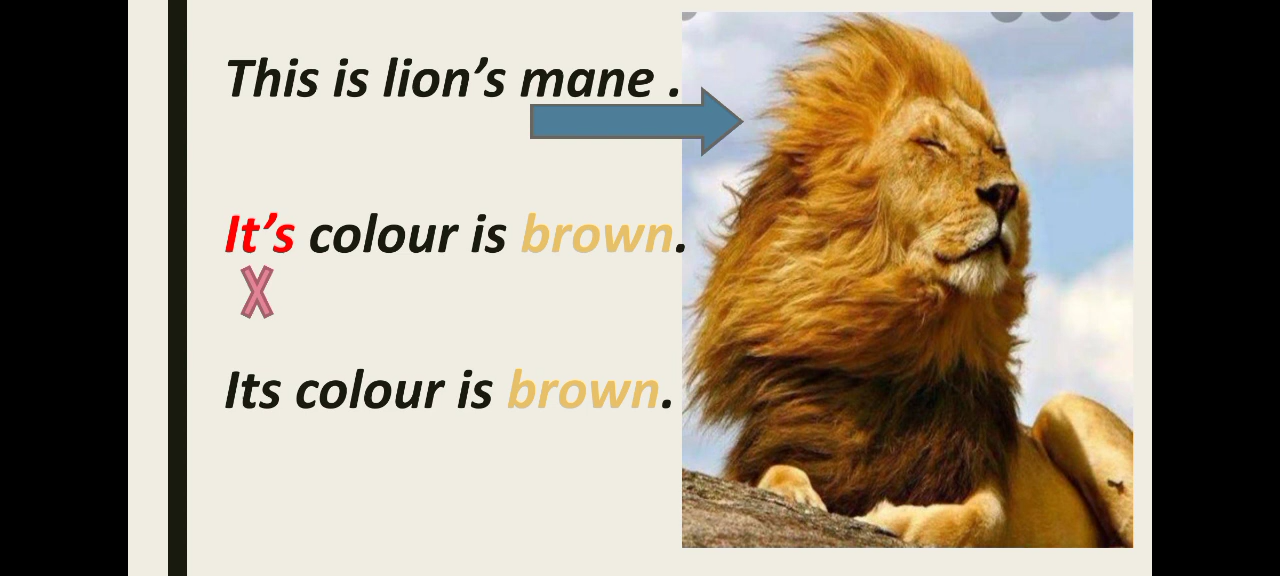 This is lion’s mane .
It’s colour is brown.
Its colour is brown.